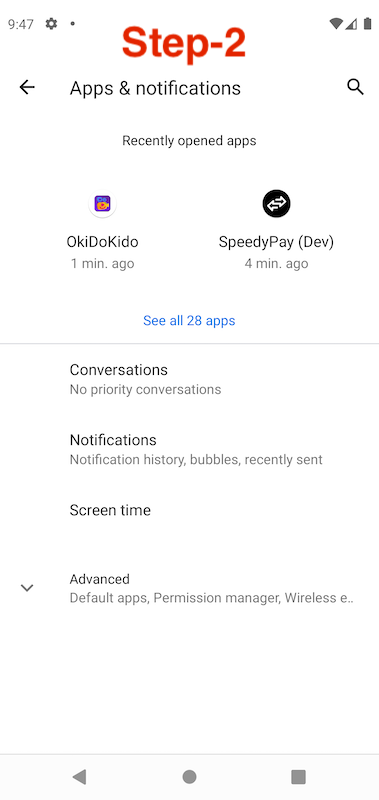 9:47
Step-2
Apps & notifications
Recently opened apps
OkiDoKido
1 min. ago
SpeedyPay (Dev)
4 min. ago
See all 28 apps
Conversations
No priority conversations
Notifications
Notification history, bubbles, recently sent
Screen time
Advanced
Default apps, Permission manager, Wireless e..